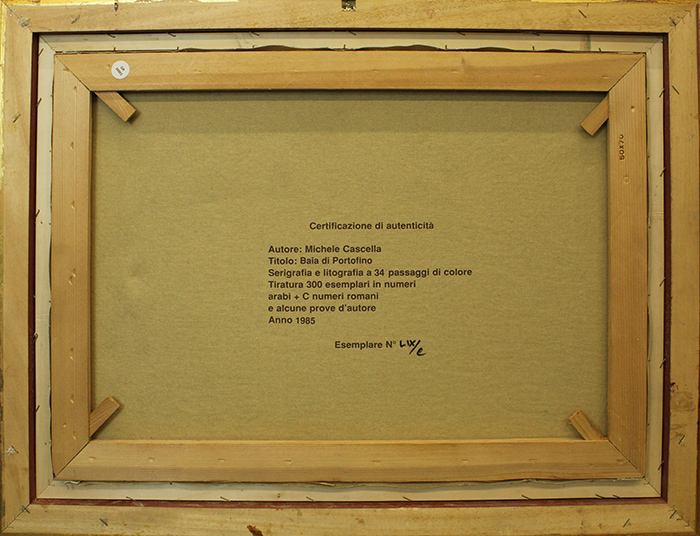 Certificazione di autenticità
Autore: Michele Cascella
Titolo: Baia di Portofino
Serigrafia e litografia a 34 passaggi di colore
Tiratura 300 esemplari in numeri
arabi + C numeri romani
e alcune prove d'autore
Anno 1985
Esemplare N° LIX/C
50x70